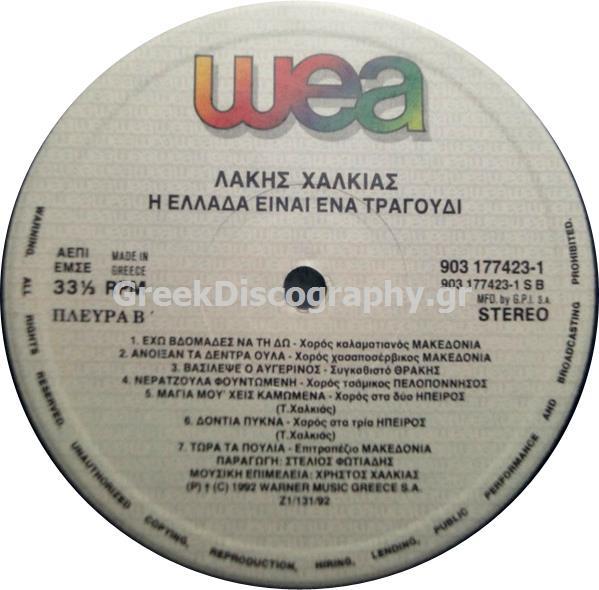 wea
ΛΑΚΗΣ ΧΑΛΚΙΑΣ
Η ΕΛΛΑΔΑ ΕΙΝΑΙ ΕΝΑ ΤΡΑΓΟΥΔΙ
ΑΕΠΙ
ΕΜΣΕ
MADE IN
GREECE
33⅓ RPM
ΠΛΕΥΡΑ Β΄
903 177423-1
903 177423-1 S B
MFD. by G.P.I. S.A.
STEREO
GreekDiscography.gr
1. ΕΧΩ ΒΔΟΜΑΔΕΣ ΝΑ ΤΗ ΔΩ - Χορός καλαματιανός ΜΑΚΕΔΟΝΙΑ
2. ΑΝΟΙΞΑΝ ΤΑ ΔΕΝΤΡΑ ΟΥΛΑ - Χορός χασαποσέρβικος ΜΑΚΕΔΟΝΙΑ
3. ΒΑΣΙΛΕΨΕ Ο ΑΥΓΕΡΙΝΟΣ - Συγκαθιστό ΘΡΑΚΗΣ
4. ΝΕΡΑΤΖΟΥΛΑ ΦΟΥΝΤΩΜΕΝΗ - Χορός τσάμικος ΠΕΛΟΠΟΝΝΗΣΟΣ
5. ΜΑΓΙΑ ΜΟΥ' ΧΕΙΣ ΚΑΜΩΜΕΝΑ - Χορός στα δύο ΗΠΕΙΡΟΣ
(Τ.Χαλκιάς)
6. ΔΟΝΤΙΑ ΠΥΚΝΑ - Χορός στα τρία ΗΠΕΙΡΟΣ
(Τ.Χαλκιάς)
7. ΤΩΡΑ ΤΑ ΠΟΥΛΙΑ - Επιτραπέζιο ΜΑΚΕΔΟΝΙΑ
ΠΑΡΑΓΩΓΗ: ΣΤΕΛΙΟΣ ΦΩΤΙΑΔΗΣ
ΜΟΥΣΙΚΗ ΕΠΙΜΕΛΕΙΑ: ΧΡΗΣΤΟΣ ΧΑΛΚΙΑΣ
(P) † (C) 1992 WARNER MUSIC GREECE S.A.
Z1/131/92
WARNING. ALL RIGHTS RESERVED. UNAUTHORIZED COPYING, REPRODUCTION, HIRING, LENDING, PUBLIC PERFORMANCE AND BROADCASTING PROHIBITED.